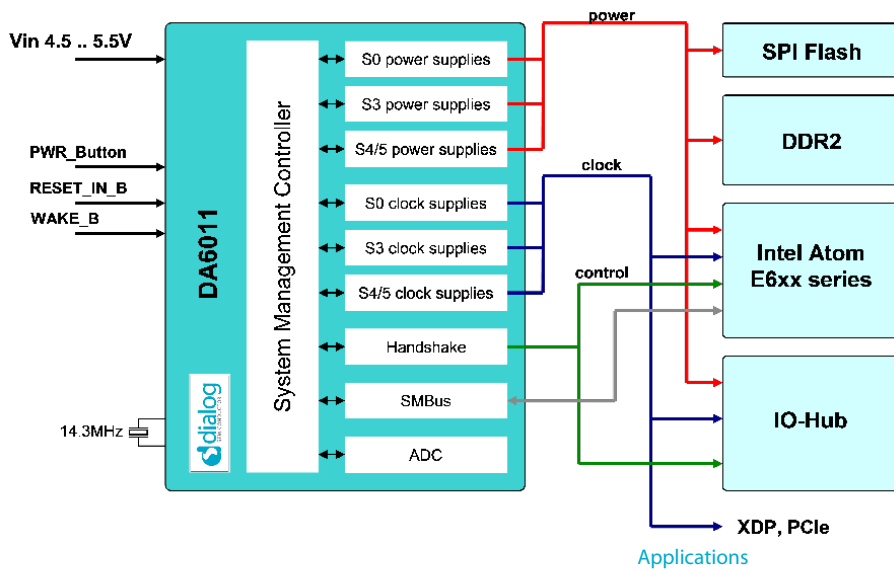 Vin 4.5 .. 5.5V
PWR_Button
RESET_IN_B
WAKE_B
14.3MHz
DA6011
dialog
System Management Controller
S0 power supplies
S3 power supplies
S4/5 power supplies
S0 clock supplies
S3 clock supplies
S4/5 clock supplies
Handshake
SMBus
ADC
power
clock
control
SPI Flash
DDR2
Intel Atom
E6xx series
IO-Hub
XDP, PCIe
Applications